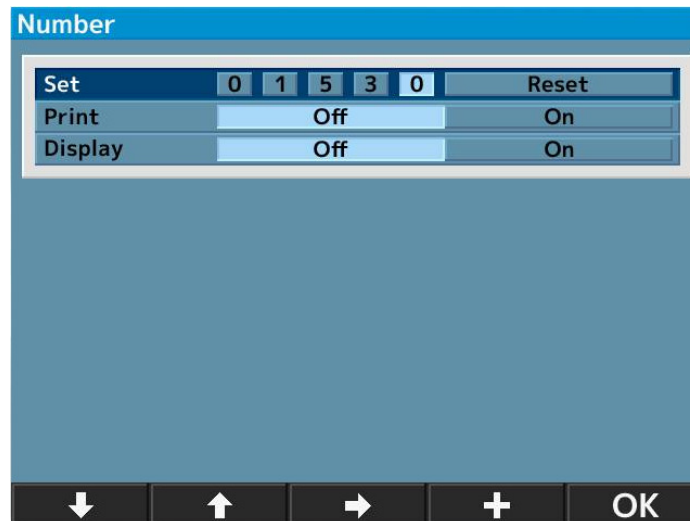 Number
Set 0 1 5 3 0 Reset
Print Off On
Display Off On
OK